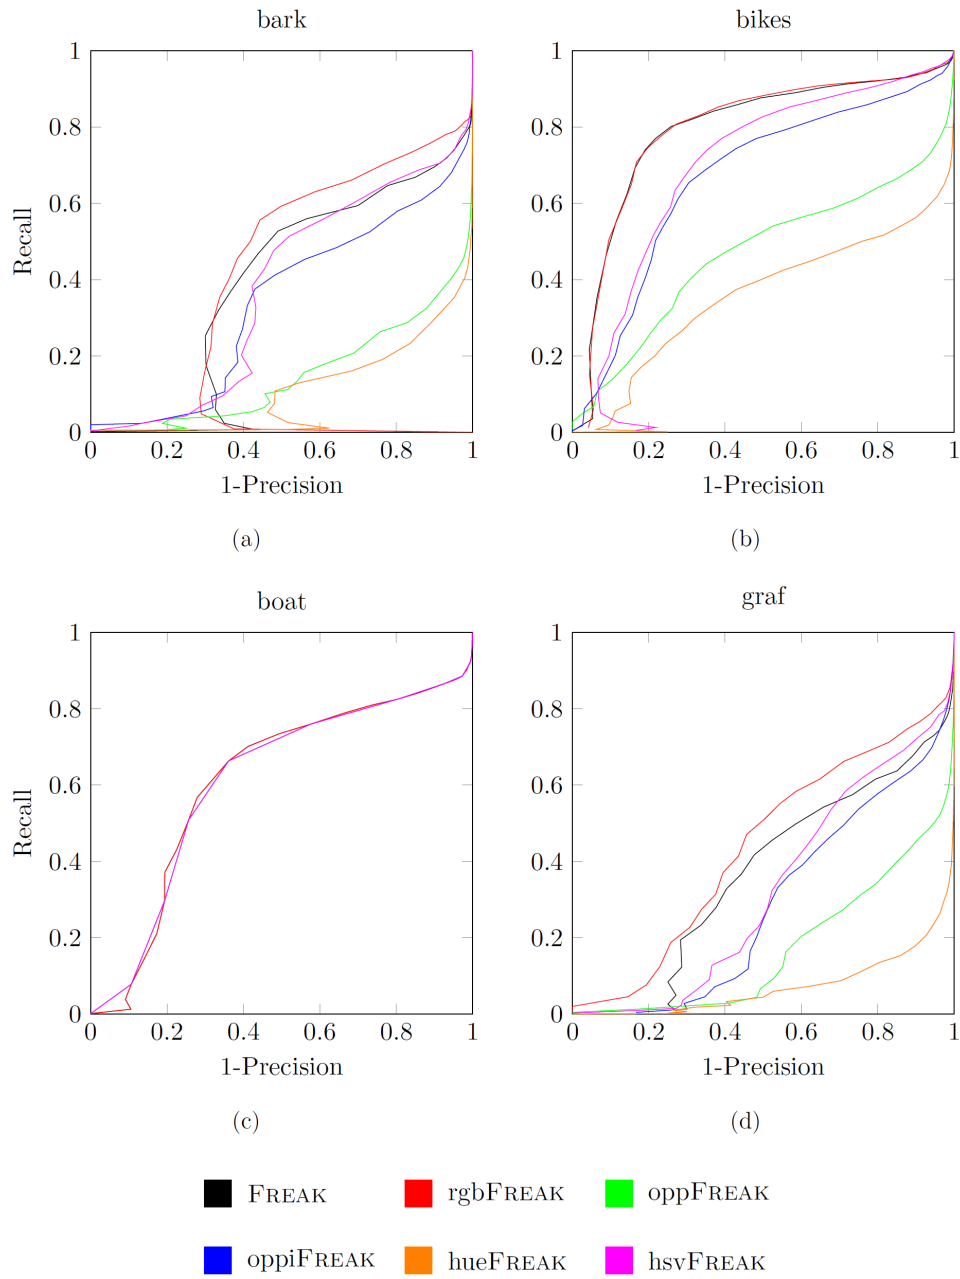 bark
bikes
1
0.8
0.6
0.4
0.2
0
Recall
0 0.2 0.4 0.6 0.8 1
1-Precision
(a)
1
0.8
0.6
0.4
0.2
0
0 0.2 0.4 0.6 0.8 1
1-Precision
(b)
boat
graf
1
0.8
0.6
0.4
0.2
0
Recall
0 0.2 0.4 0.6 0.8 1
1-Precision
(c)
1
0.8
0.6
0.4
0.2
0
0 0.2 0.4 0.6 0.8 1
1-Precision
(d)
FREAK rgbFREAK oppFREAK
oppiFREAK hueFREAK hsvFREAK